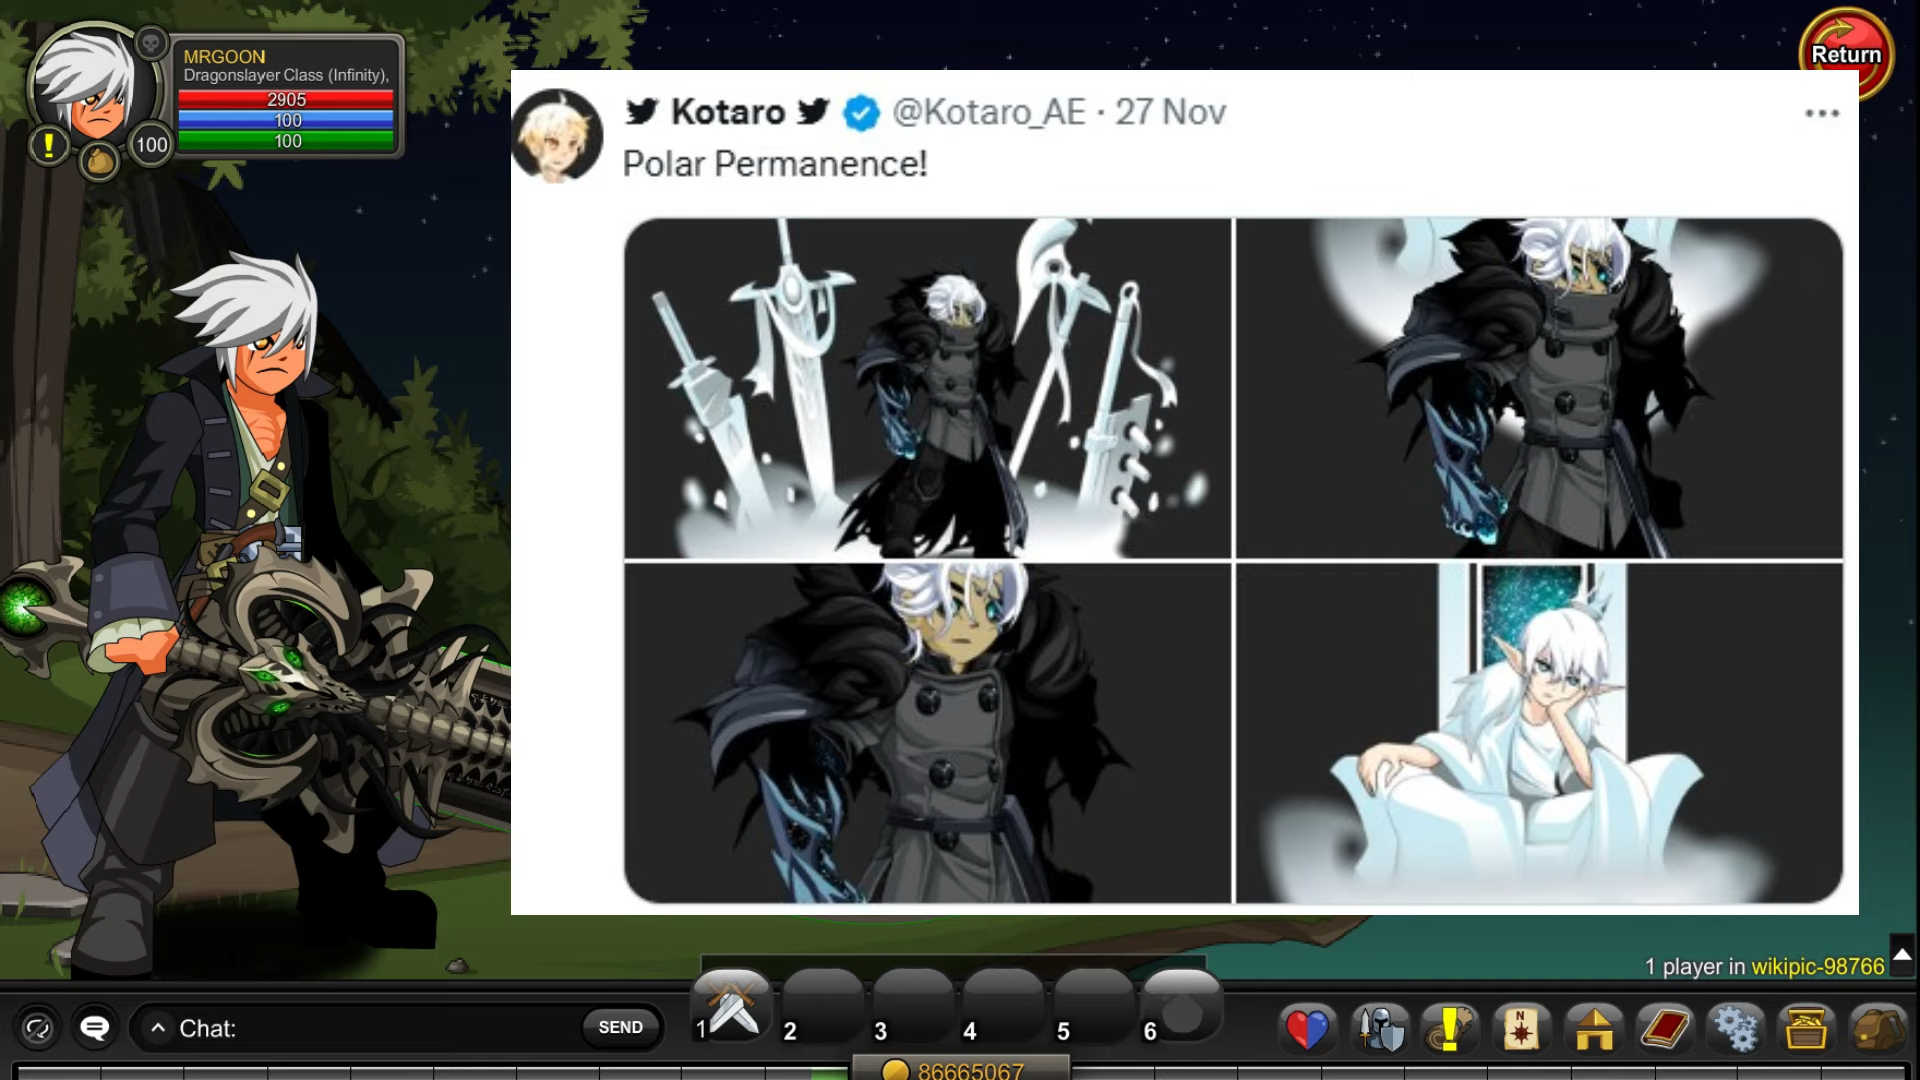 MRGOON
Dragonslayer Class (Infinity),
2905
100
100
100
Return
Kotaro @Kotaro_AE · 27 Nov
Polar Permanence!
1 player in wikipic-98766
Chat:
SEND
1
2
3
4
5
6
N
86665067